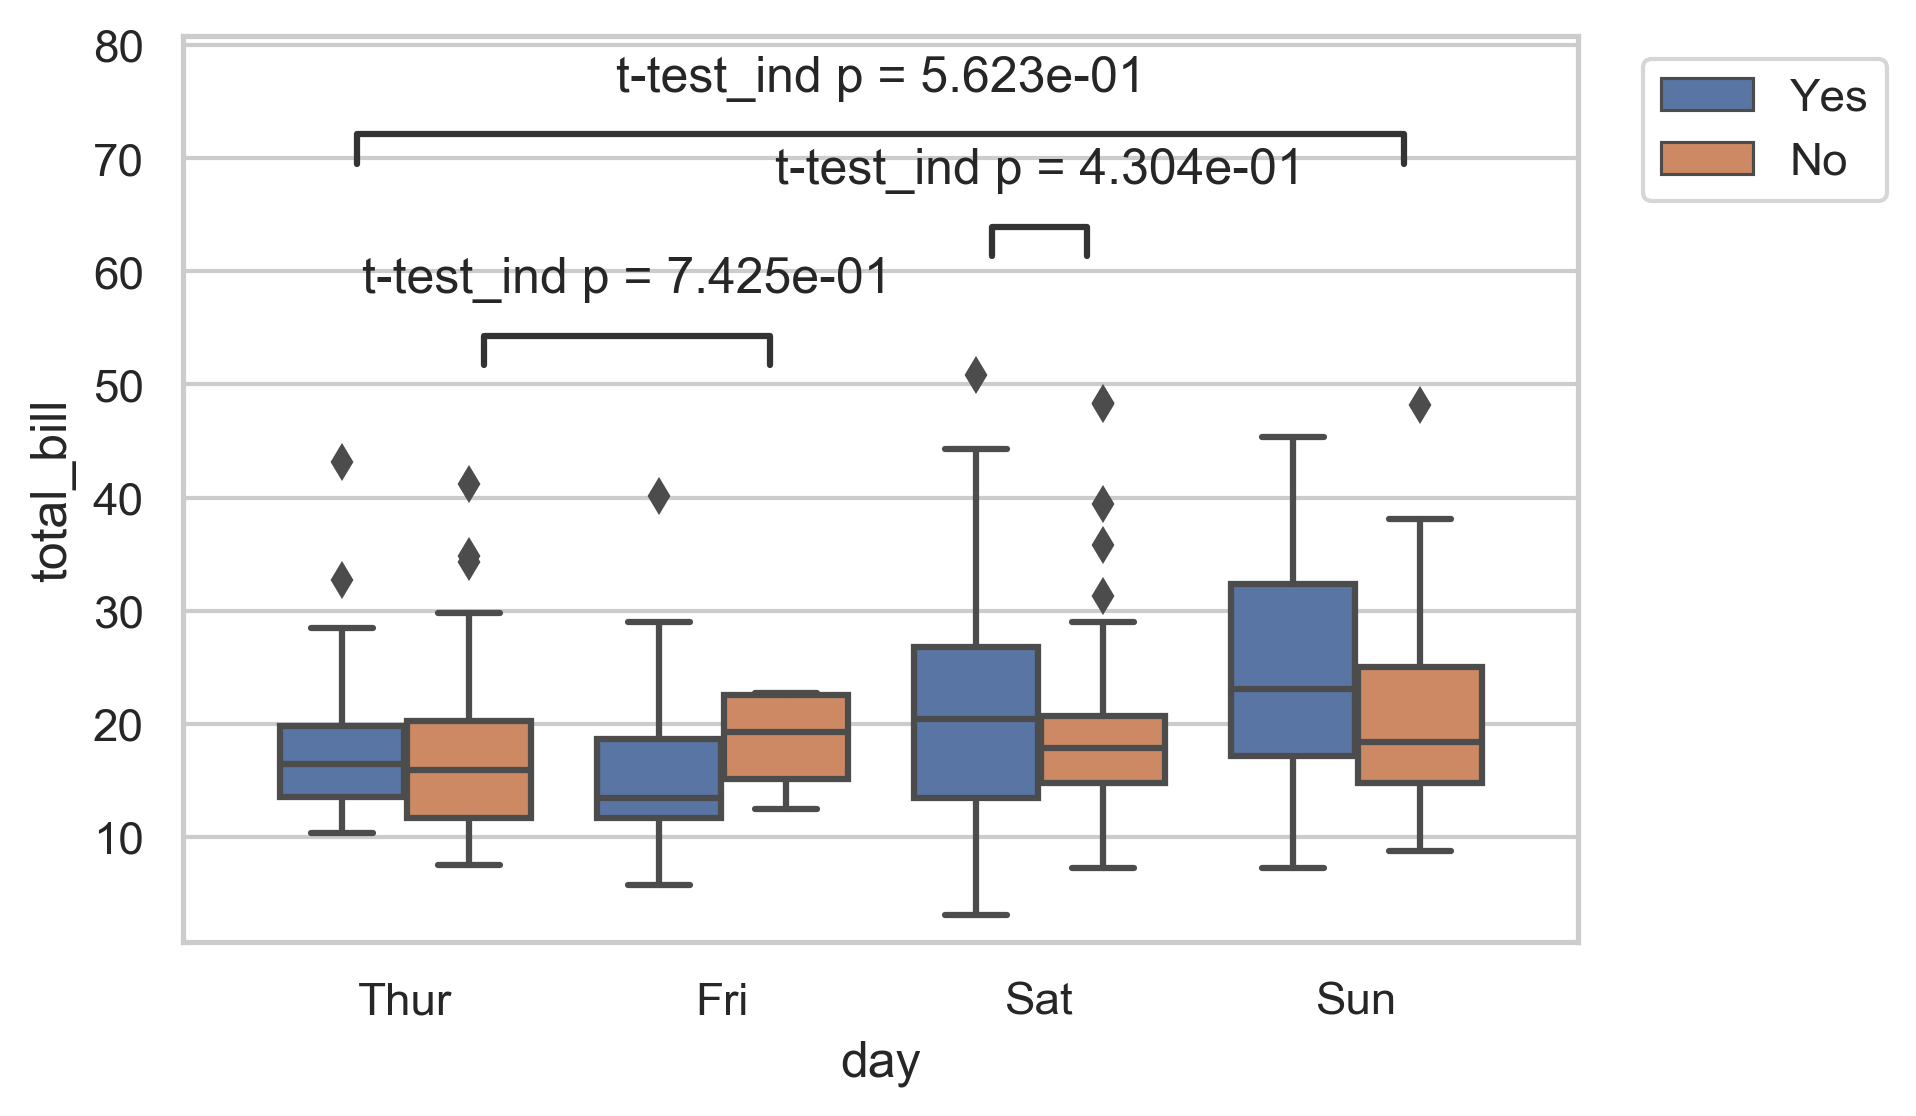 80
t-test_ind p = 5.623e-01
Yes
70
t-test_ind p = 4.304e-01
No
60
t-test_ind p = 7.425e-01
50
total_bill
40
30
20
10
Thur Fri Sat Sun
day